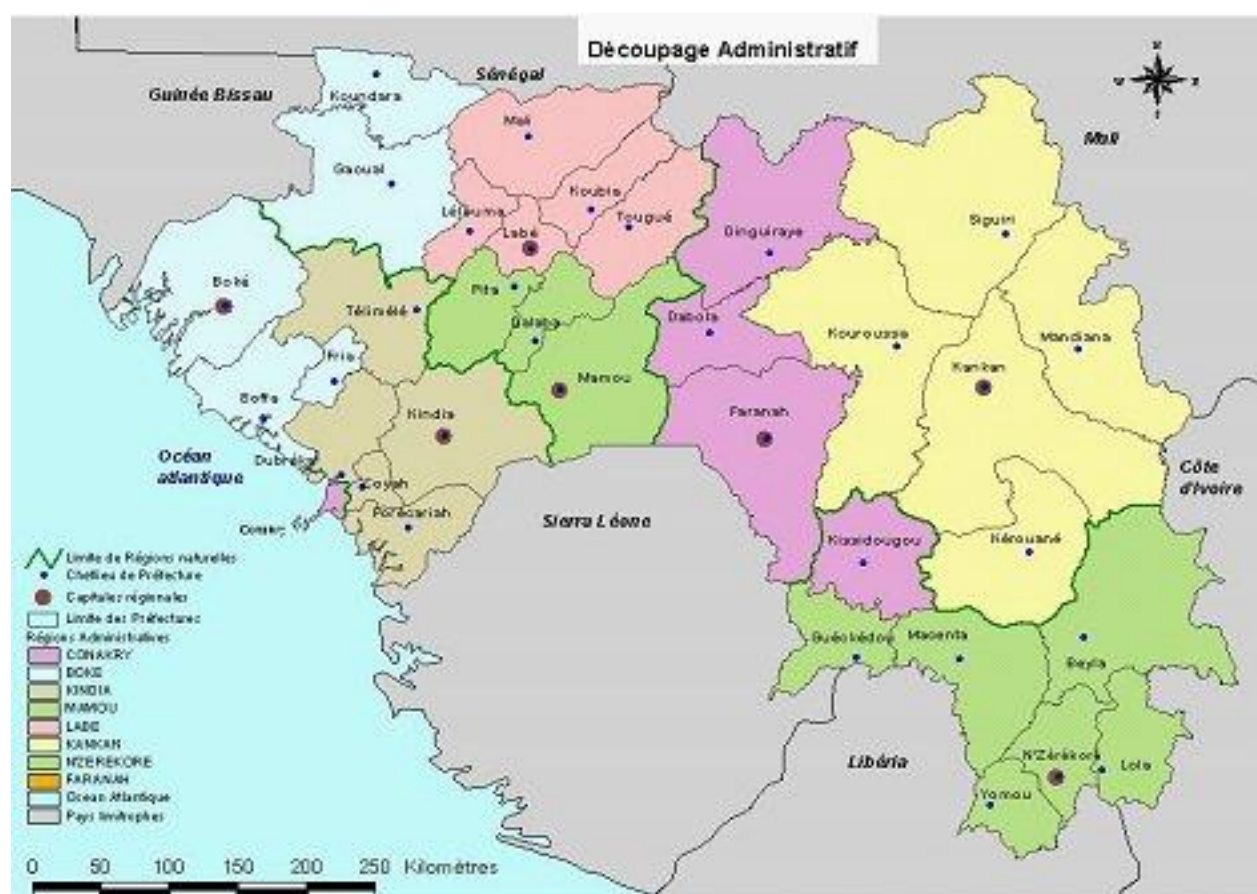 Dècoupage Administratif
Sénégal
Guinée Bissau
Koundara
Mali
Mali
Gaoual
Koubia
Lélouma
Tougué
Labé
Siguiri
Dinguiraye
Boké
Pita
Télimélé
Dalaba
Dabola
Kouroussa
Mandiana
Fria
Mamou
Kankan
Boffa
Kindia
Faranah
Océan
atlantique
Dubréka
Coyah
Côte
d'Ivoire
Forécariah
Sierra Léone
Kissidougou
Kérouané
Guéckédou
Macenta
Beyla
Libéria
N'Zérékoré
Lola
Yomou
Limite de Régions naturelles
Cheflieu de Préfecture
Capitales régionales
Limite des Préfectures
Régions Administratives
CONAKRY
BOKE
KINDIA
MAMOU
LABE
KANKAN
NZEREKORE
FARANAH
Ocean Atlantique
Pays limitrophes
0 50 100 150 200 250 Kilométres